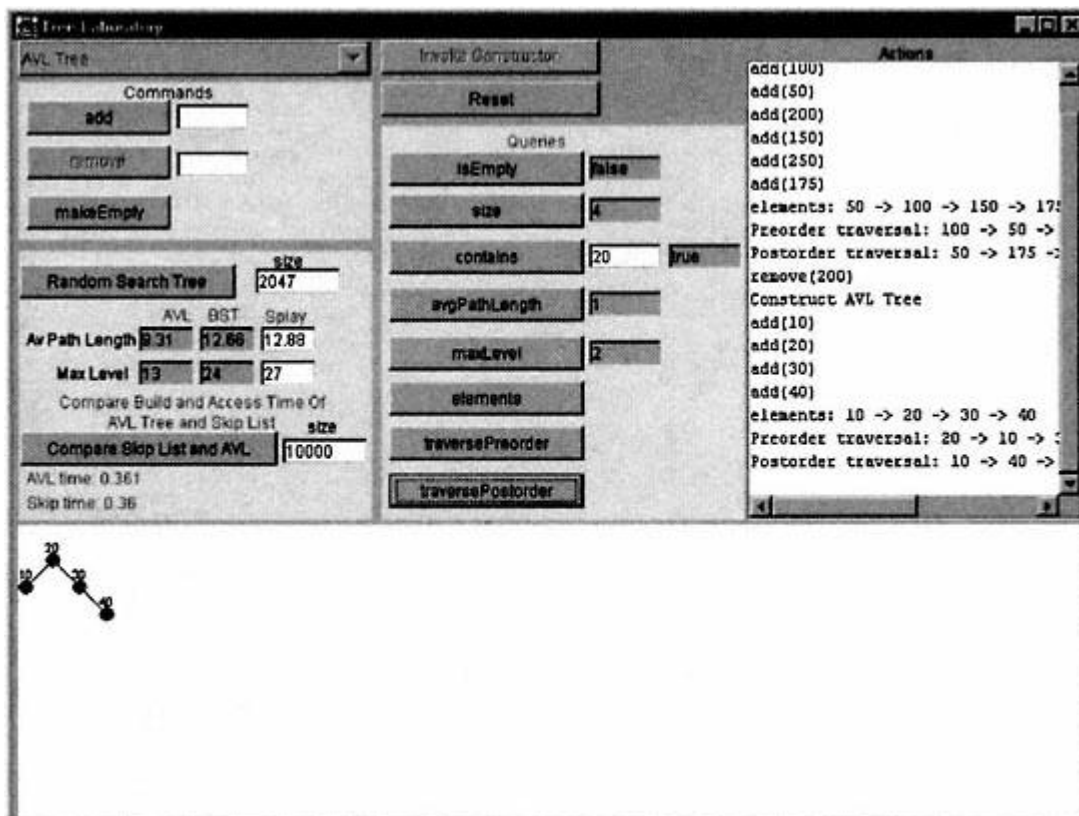 Tree Laboratory
AVL Tree
Commands
add
remove
makeEmpty
Random Search Tree
size
2047
AVL BST Splay
Av Path Length 9.31 12.66 12.88
Max Level 13 24 27
Compare Build and Access Time Of
AVL Tree and Skip List
size
Compare Skip List and AVL 10000
AVL time: 0.361
Skip time: 0.36
Invoke Constructor
Reset
Queries
isEmpty false
size 4
contains 20 true
avgPathLength 1
maxLevel 2
elements
traversePreorder
traversePostorder
Actions
add(100)
add(50)
add(200)
add(150)
add(250)
add(175)
elements: 50 -> 100 -> 150 -> 175
Preorder traversal: 100 -> 50 ->
Postorder traversal: 50 -> 175 ->
remove(200)
Construct AVL Tree
add(10)
add(20)
add(30)
add(40)
elements: 10 -> 20 -> 30 -> 40
Preorder traversal: 20 -> 10 -> 3
Postorder traversal: 10 -> 40 ->
20
10
30
40